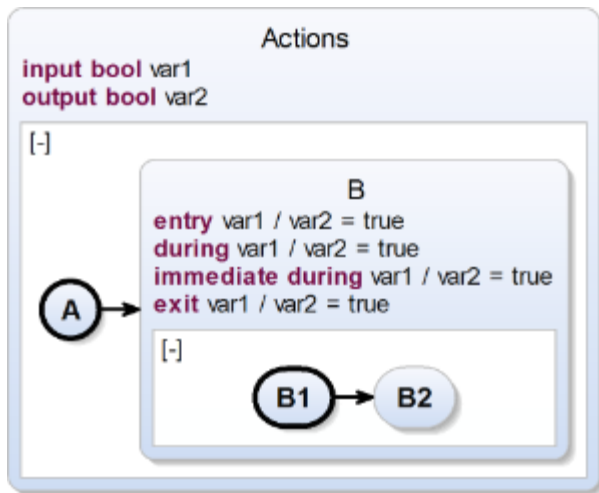 Actions
input bool var1
output bool var2
[-]
B
entry var1 / var2 = true
during var1 / var2 = true
immediate during var1 / var2 = true
exit var1 / var2 = true
A
[-]
B1
B2